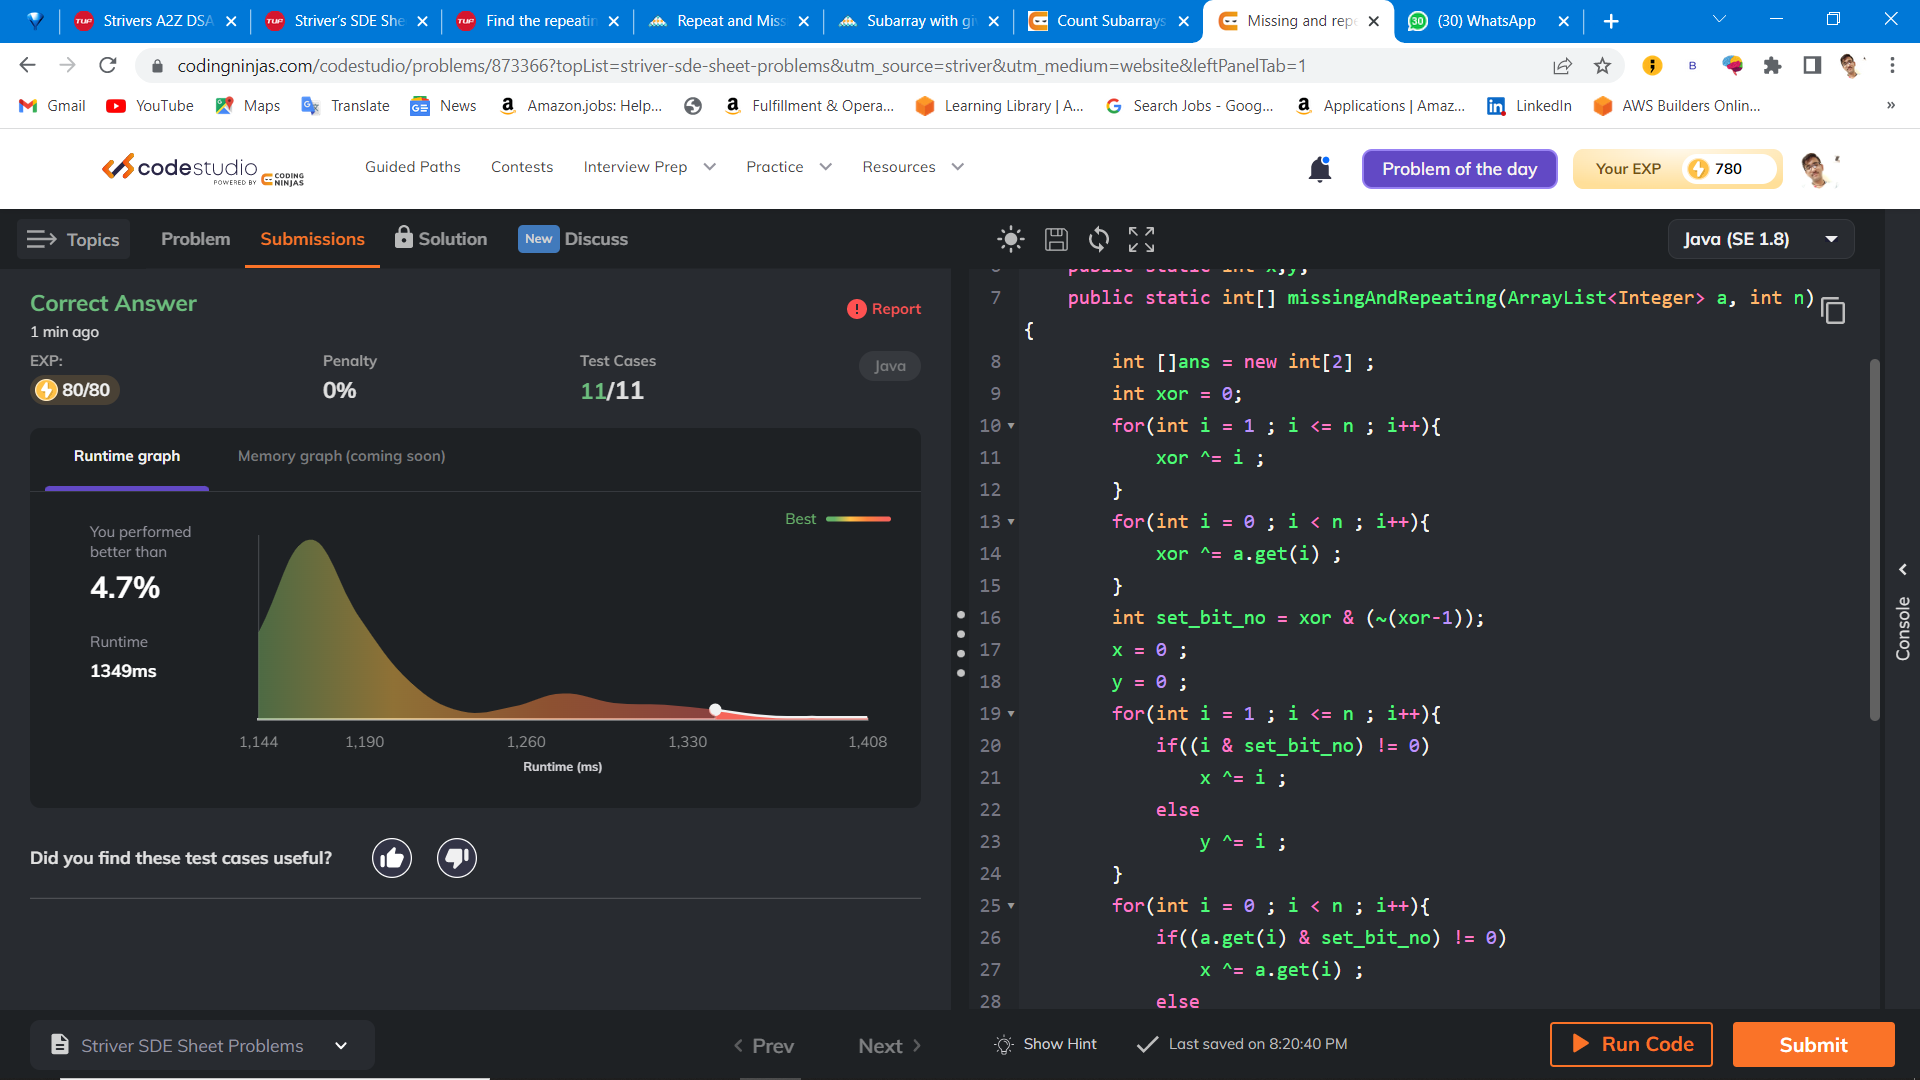 Strivers A2Z DSA
Striver's SDE She
Find the repeatin
Repeat and Miss
Subarray with giv
Count Subarrays
Missing and repe
(30) WhatsApp
codingninjas.com/codestudio/problems/873366?topList=striver-sde-sheet-problems&utm_source=striver&utm_medium=website&leftPanelTab=1
Gmail
YouTube
Maps
Translate
News
Amazon.jobs: Help...
Fulfillment & Opera...
Learning Library | A...
Search Jobs - Goog...
Applications | Amaz...
LinkedIn
AWS Builders Onlin...
»
codestudio
POWERED BY CODING NINJAS
Guided Paths
Contests
Interview Prep
Practice
Resources
Problem of the day
Your EXP 780
Topics
Problem
Submissions
Solution
New Discuss
Java (SE 1.8)
Correct Answer
1 min ago
Report
EXP:
80/80
Penalty
0%
Test Cases
11/11
Java
Runtime graph
Memory graph (coming soon)
You performed
better than
4.7%
Runtime
1349ms
Best
1,144 1,190 1,260 1,330 1,408
Runtime (ms)
Did you find these test cases useful?
7 public static int[] missingAndRepeating(ArrayList<Integer> a, int n)
{
8 int []ans = new int[2] ;
9 int xor = 0;
10 for(int i = 1 ; i <= n ; i++){
11 xor ^= i ;
12 }
13 for(int i = 0 ; i < n ; i++){
14 xor ^= a.get(i) ;
15 }
16 int set_bit_no = xor & (~(xor-1));
17 x = 0 ;
18 y = 0 ;
19 for(int i = 1 ; i <= n ; i++){
20 if((i & set_bit_no) != 0)
21 x ^= i ;
22 else
23 y ^= i ;
24 }
25 for(int i = 0 ; i < n ; i++){
26 if((a.get(i) & set_bit_no) != 0)
27 x ^= a.get(i) ;
28 else
Console
Striver SDE Sheet Problems
Prev
Next
Show Hint
Last saved on 8:20:40 PM
Run Code
Submit